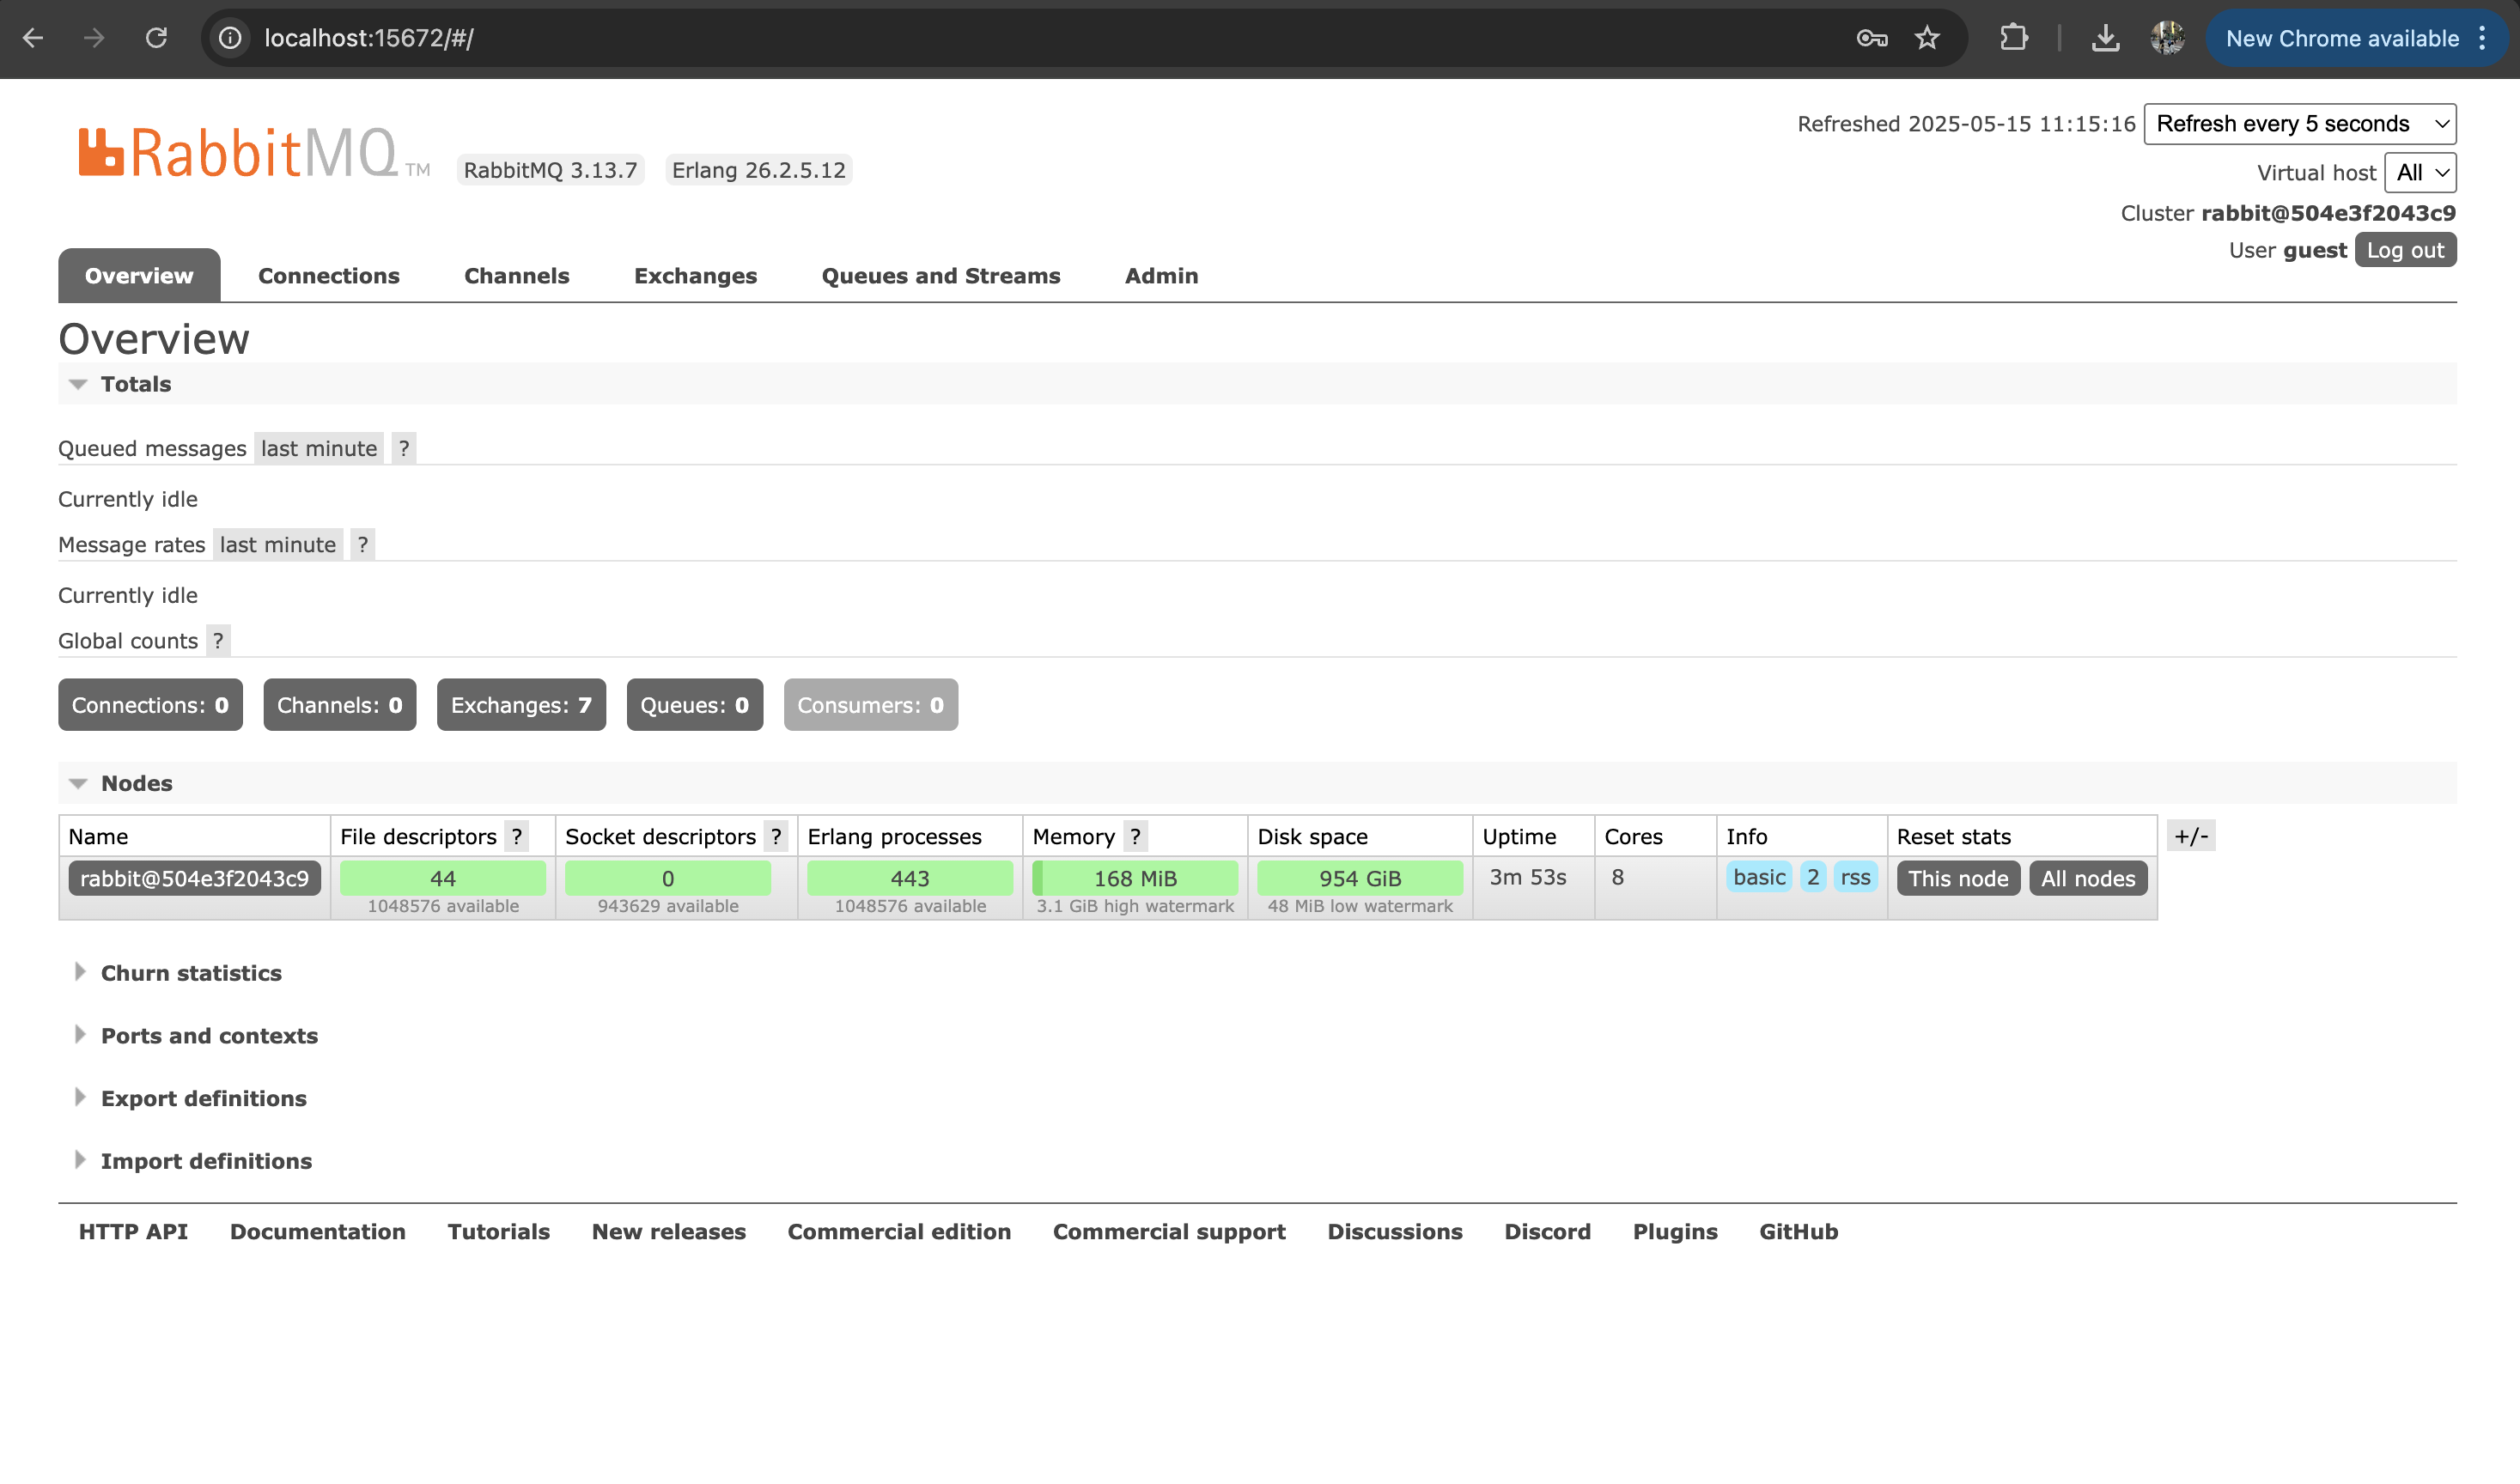 localhost:15672/#/
New Chrome available
RabbitMQ TM
RabbitMQ 3.13.7
Erlang 26.2.5.12
Refreshed 2025-05-15 11:15:16 Refresh every 5 seconds
Virtual host All
Cluster rabbit@504e3f2043c9
User guest Log out
Overview Connections Channels Exchanges Queues and Streams Admin
Overview
Totals
Queued messages last minute ?
Currently idle
Message rates last minute ?
Currently idle
Global counts ?
Connections: 0 Channels: 0 Exchanges: 7 Queues: 0 Consumers: 0
Nodes
Name File descriptors ? Socket descriptors ? Erlang processes Memory ? Disk space Uptime Cores Info Reset stats +/-
rabbit@504e3f2043c9 44 0 443 168 MiB 954 GiB 3m 53s 8 basic 2 rss This node All nodes
1048576 available 943629 available 1048576 available 3.1 GiB high watermark 48 MiB low watermark
Churn statistics
Ports and contexts
Export definitions
Import definitions
HTTP API Documentation Tutorials New releases Commercial edition Commercial support Discussions Discord Plugins GitHub